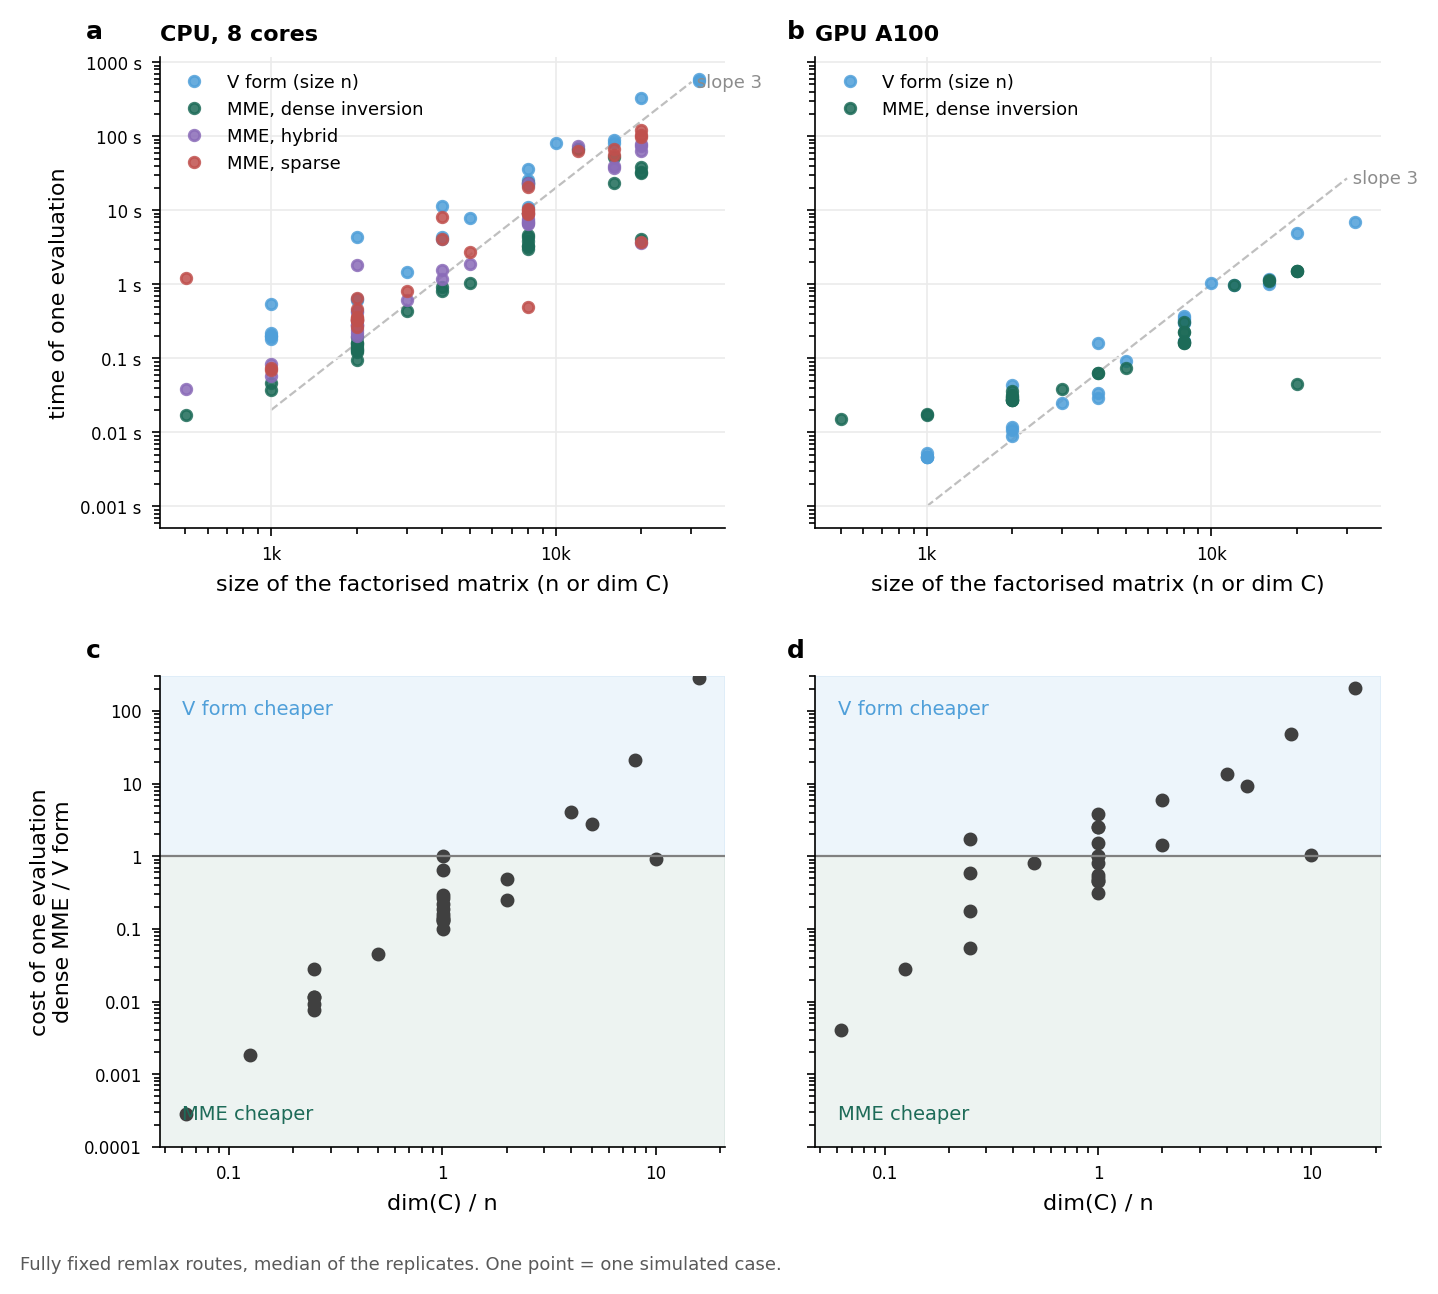 a CPU, 8 cores
V form (size n)
MME, dense inversion
MME, hybrid
MME, sparse
slope 3
1000 s
100 s
10 s
1 s
0.1 s
0.01 s
0.001 s
time of one evaluation
1k 10k
size of the factorised matrix (n or dim C)
b GPU A100
V form (size n)
MME, dense inversion
slope 3
1k 10k
size of the factorised matrix (n or dim C)
c
V form cheaper
MME cheaper
100
10
1
0.1
0.01
0.001
0.0001
cost of one evaluation
dense MME / V form
0.1 1 10
dim(C) / n
d
V form cheaper
MME cheaper
0.1 1 10
dim(C) / n
Fully fixed remlax routes, median of the replicates. One point = one simulated case.